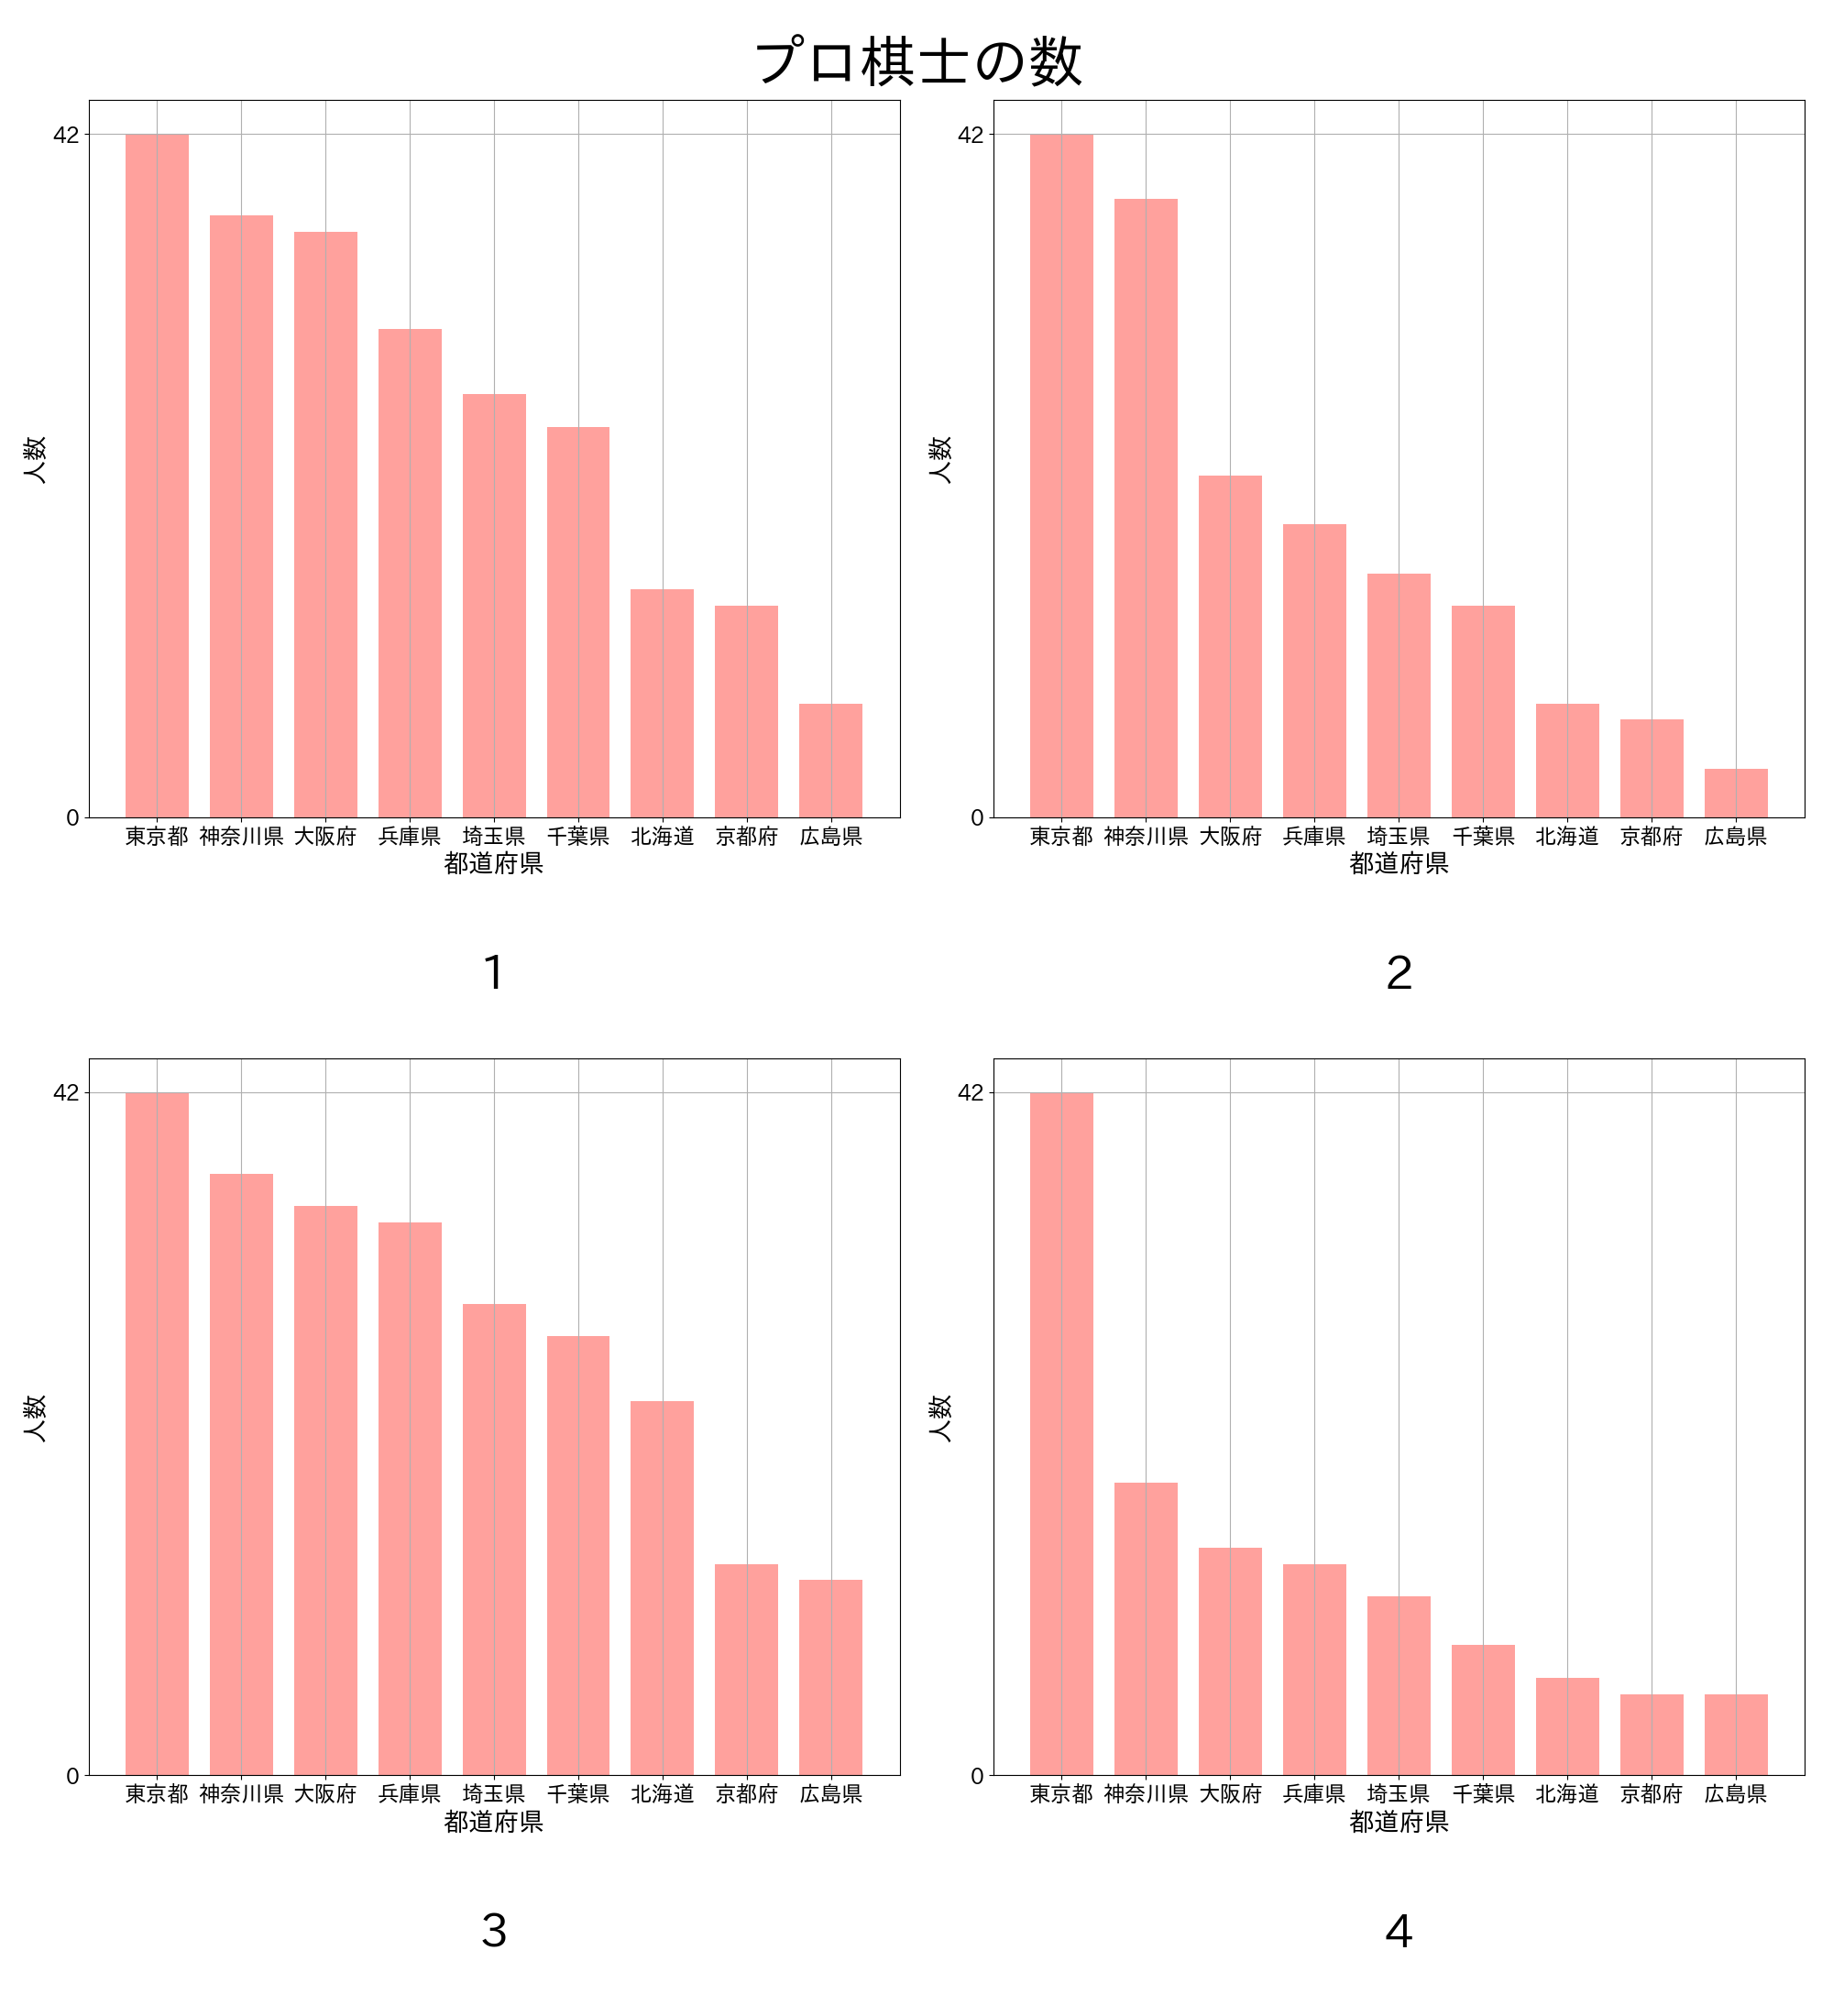 プロ棋士の数
42
0
人数
東京都 神奈川県 大阪府 兵庫県 埼玉県 千葉県 北海道 京都府 広島県
都道府県
1
42
0
人数
東京都 神奈川県 大阪府 兵庫県 埼玉県 千葉県 北海道 京都府 広島県
都道府県
2
42
0
人数
東京都 神奈川県 大阪府 兵庫県 埼玉県 千葉県 北海道 京都府 広島県
都道府県
3
42
0
人数
東京都 神奈川県 大阪府 兵庫県 埼玉県 千葉県 北海道 京都府 広島県
都道府県
4